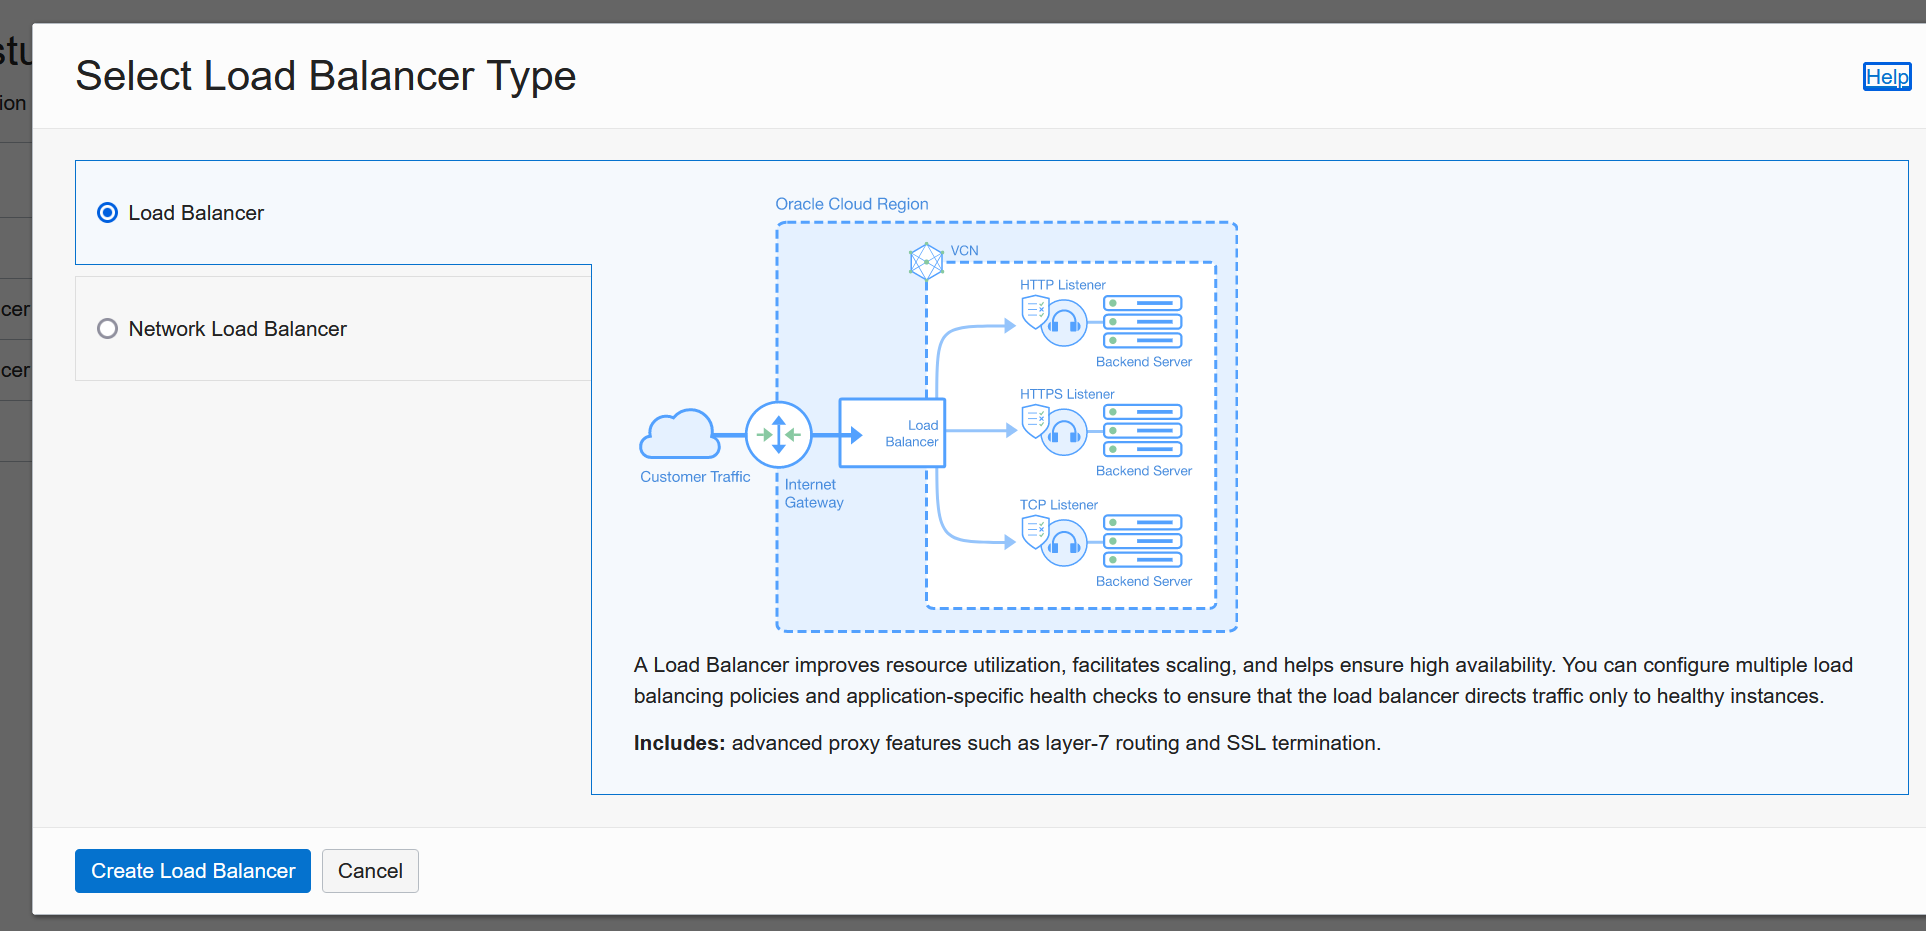 Select Load Balancer Type
Help
ion
cer
cer
Load Balancer
Network Load Balancer
Oracle Cloud Region
VCN
HTTP Listener
Backend Server
HTTPS Listener
Load
Balancer
Backend Server
Customer Traffic
Internet
Gateway
TCP Listener
Backend Server
A Load Balancer improves resource utilization, facilitates scaling, and helps ensure high availability. You can configure multiple load
balancing policies and application-specific health checks to ensure that the load balancer directs traffic only to healthy instances.
Includes: advanced proxy features such as layer-7 routing and SSL termination.
Create Load Balancer
Cancel